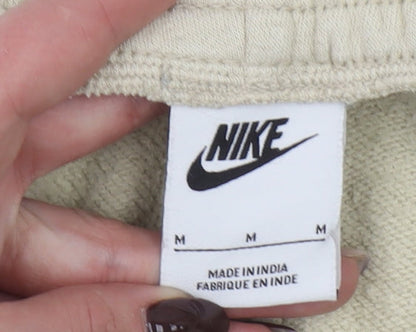 NIKE
M M M
MADE IN INDIA
FABRIQUE EN INDE